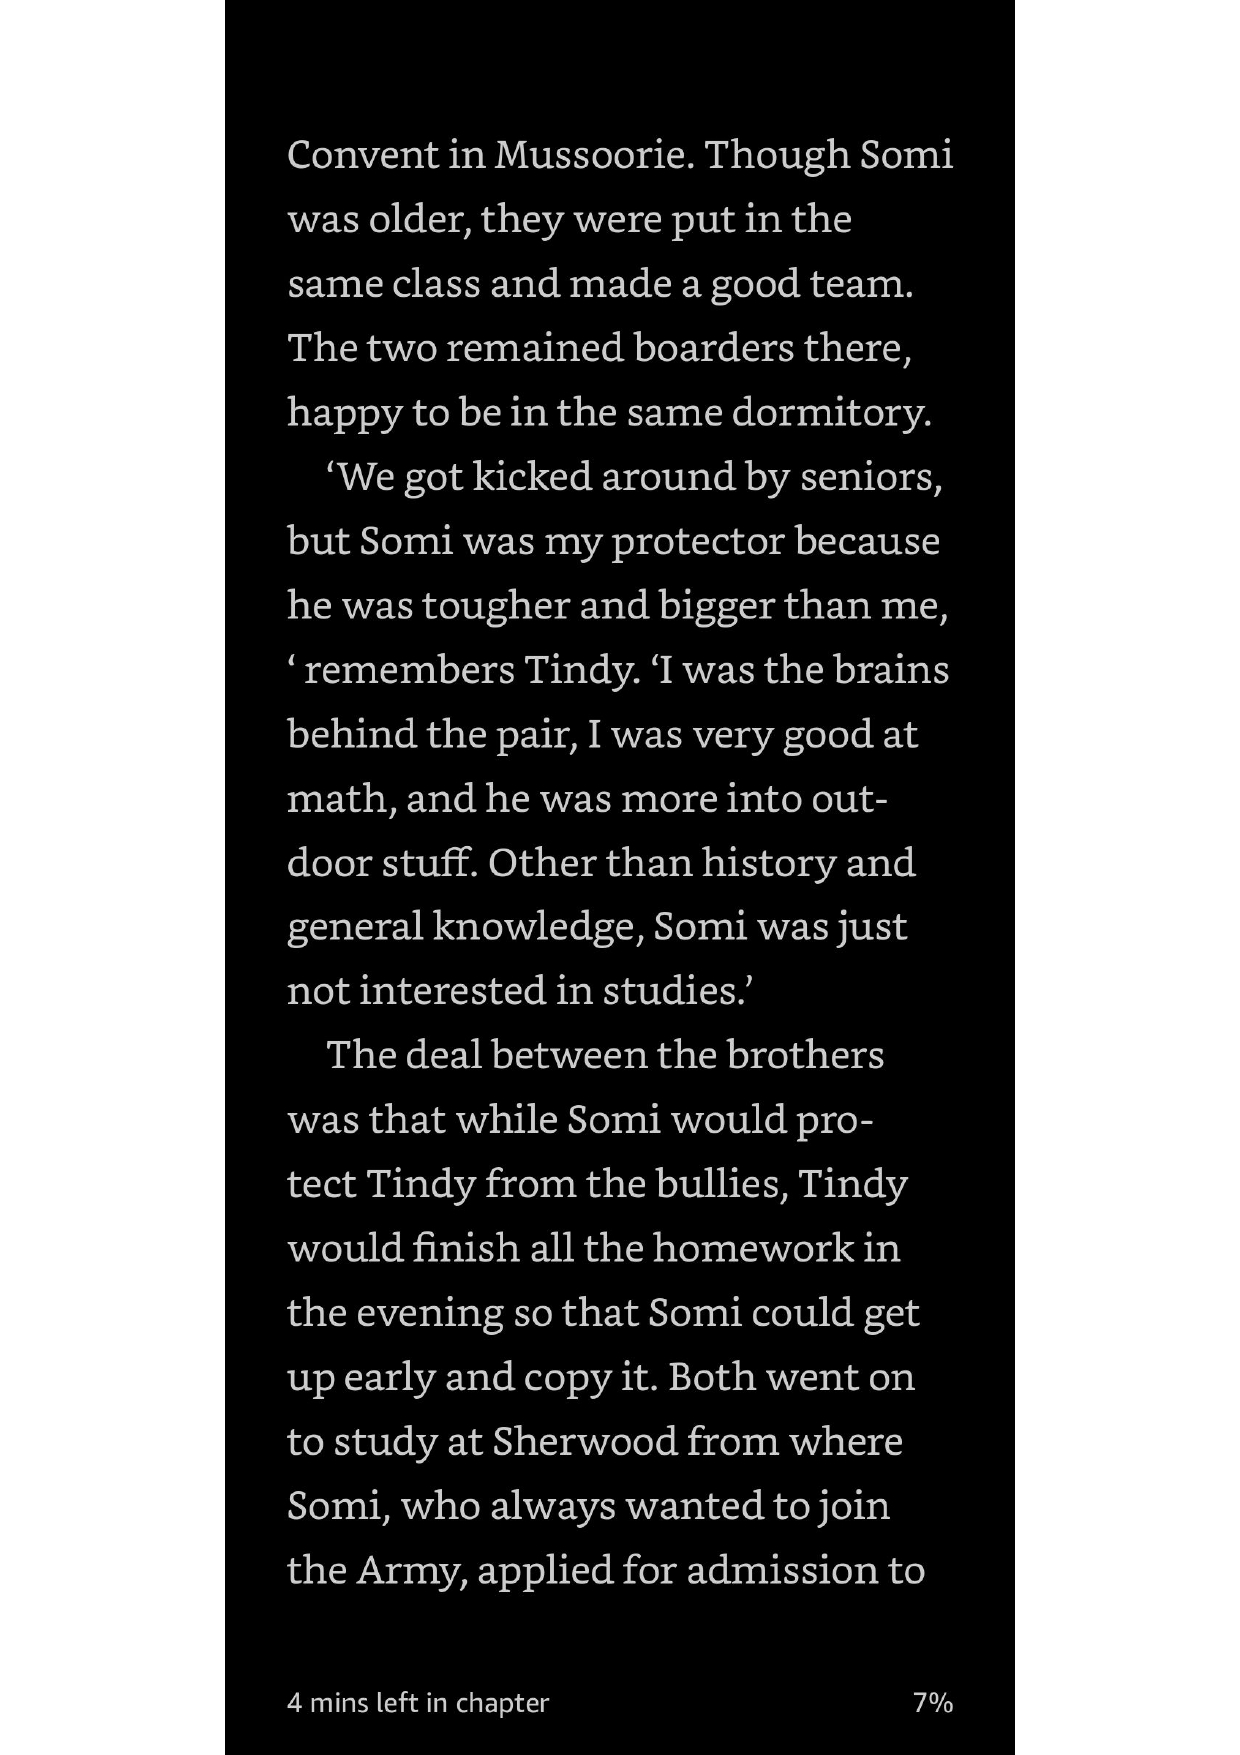 Convent in Mussoorie. Though Somi
was older, they were put in the
same class and made a good team.
The two remained boarders there,
happy to be in the same dormitory.
‘We got kicked around by seniors,
but Somi was my protector because
he was tougher and bigger than me,
‘ remembers Tindy. ‘I was the brains
behind the pair, I was very good at
math, and he was more into out-
door stuff. Other than history and
general knowledge, Somi was just
not interested in studies.’
The deal between the brothers
was that while Somi would pro-
tect Tindy from the bullies, Tindy
would finish all the homework in
the evening so that Somi could get
up early and copy it. Both went on
to study at Sherwood from where
Somi, who always wanted to join
the Army, applied for admission to
4 mins left in chapter 7%